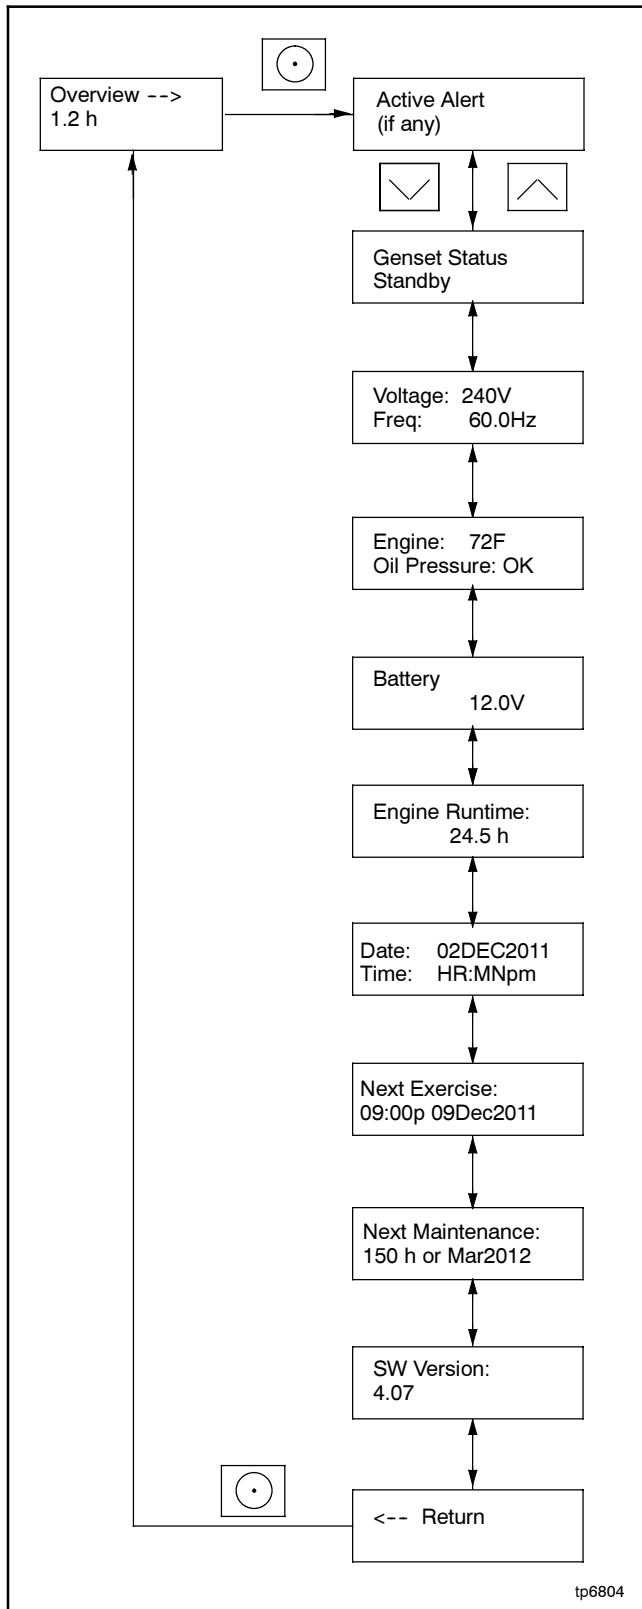 Overview -->
1.2 h
Active Alert
(if any)
Genset Status
Standby
Voltage: 240V
Freq: 60.0Hz
Engine: 72F
Oil Pressure: OK
Battery
12.0V
Engine Runtime:
24.5 h
Date: 02DEC2011
Time: HR:MNpm
Next Exercise:
09:00p 09Dec2011
Next Maintenance:
150 h or Mar2012
SW Version:
4.07
<-- Return
tp6804